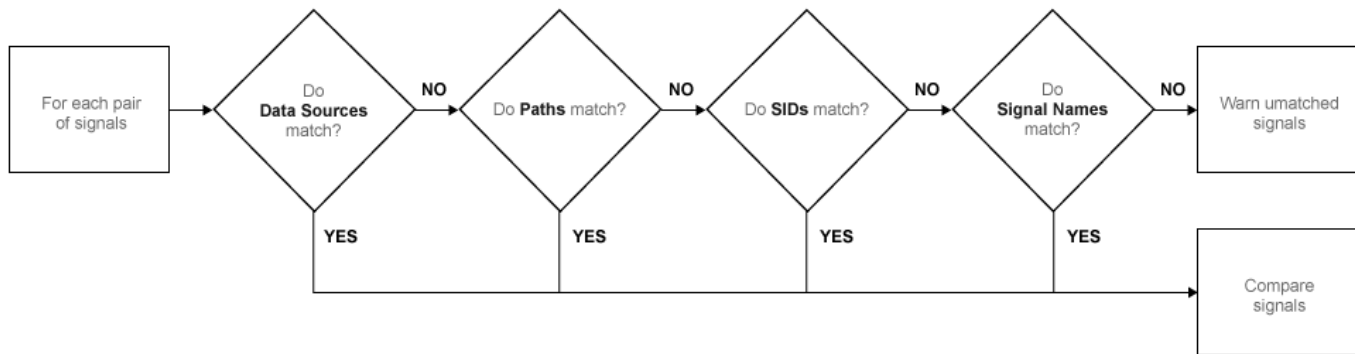 For each pair
of signals
Do
Data Sources
match?
NO
Do Paths match?
NO
Do SIDs match?
NO
Do
Signal Names
match?
NO
Warn umatched
signals
YES
YES
YES
YES
Compare
signals